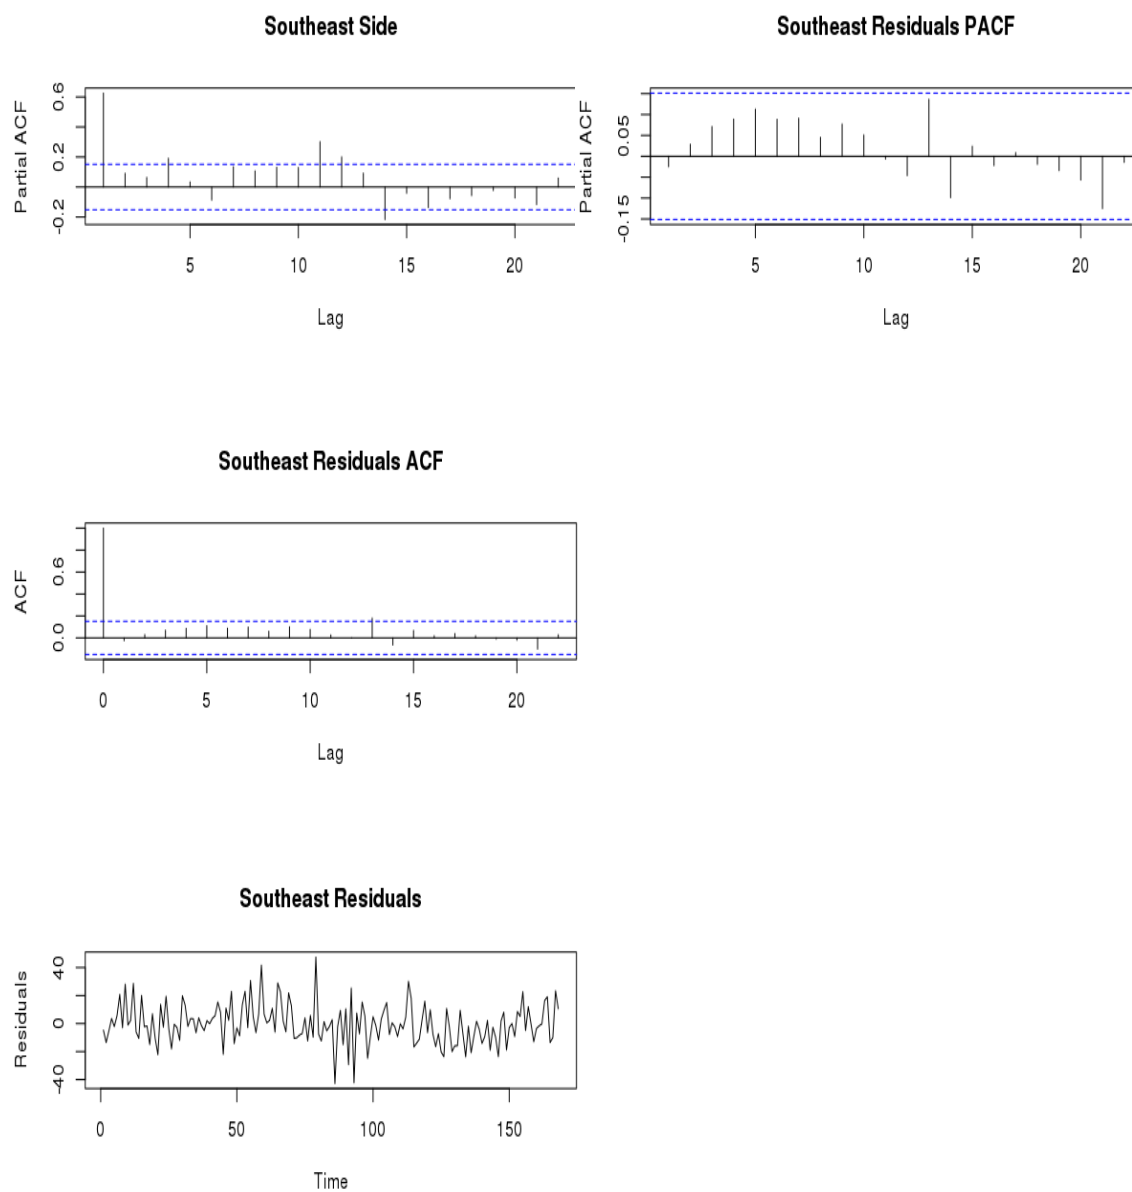 Southeast Side
Partial ACF
0.6
0.2
-0.2
5 10 15 20
Lag
Southeast Residuals PACF
Partial ACF
0.05
-0.15
5 10 15 20
Lag
Southeast Residuals ACF
ACF
0.6
0.0
0 5 10 15 20
Lag
Southeast Residuals
Residuals
40
0
-40
0 50 100 150
Time